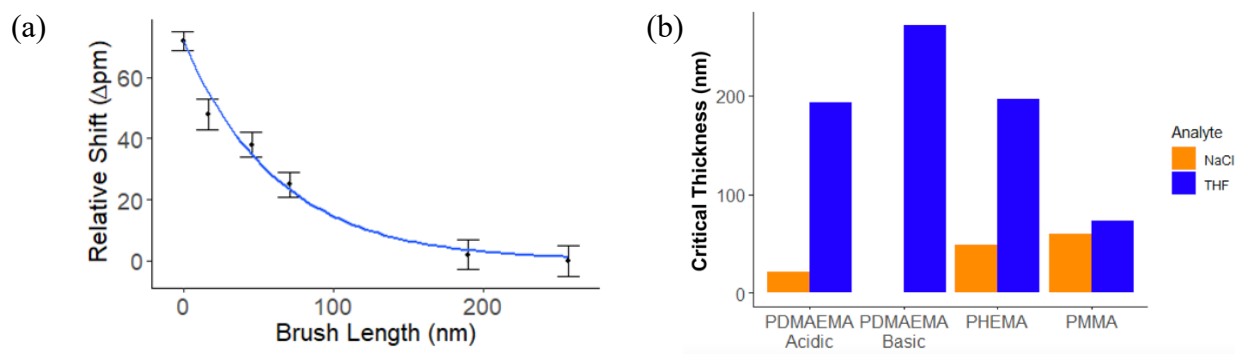 (a)
Relative Shift (Δpm)
60
40
20
0
0 100 200
Brush Length (nm)
(b)
Critical Thickness (nm)
200
100
0
PDMAEMA PDMAEMA PHEMA PMMA
Acidic Basic
Analyte
NaCl
THF